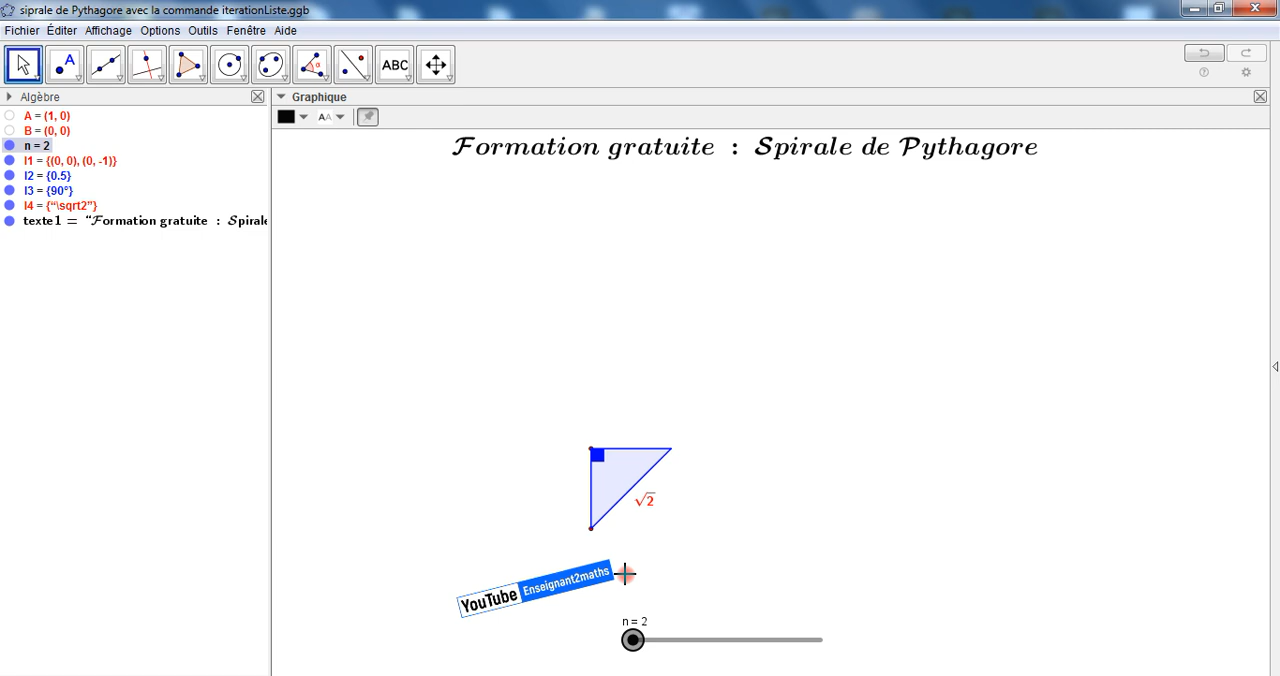 siprale de Pythagore avec la commande iterationListe.ggb
Fichier Éditer Affichage Options Outils Fenêtre Aide
A
α
ABC
Algèbre
Graphique
AA
A = (1, 0)
B = (0, 0)
n = 2
l1 = {(0, 0), (0, -1)}
l2 = {0.5}
l3 = {90°}
l4 = {“\sqrt2”}
texte1 = “Formation gratuite : Spirale
Formation gratuite : Spirale de Pythagore
√2
YouTube Enseignant2maths
n = 2